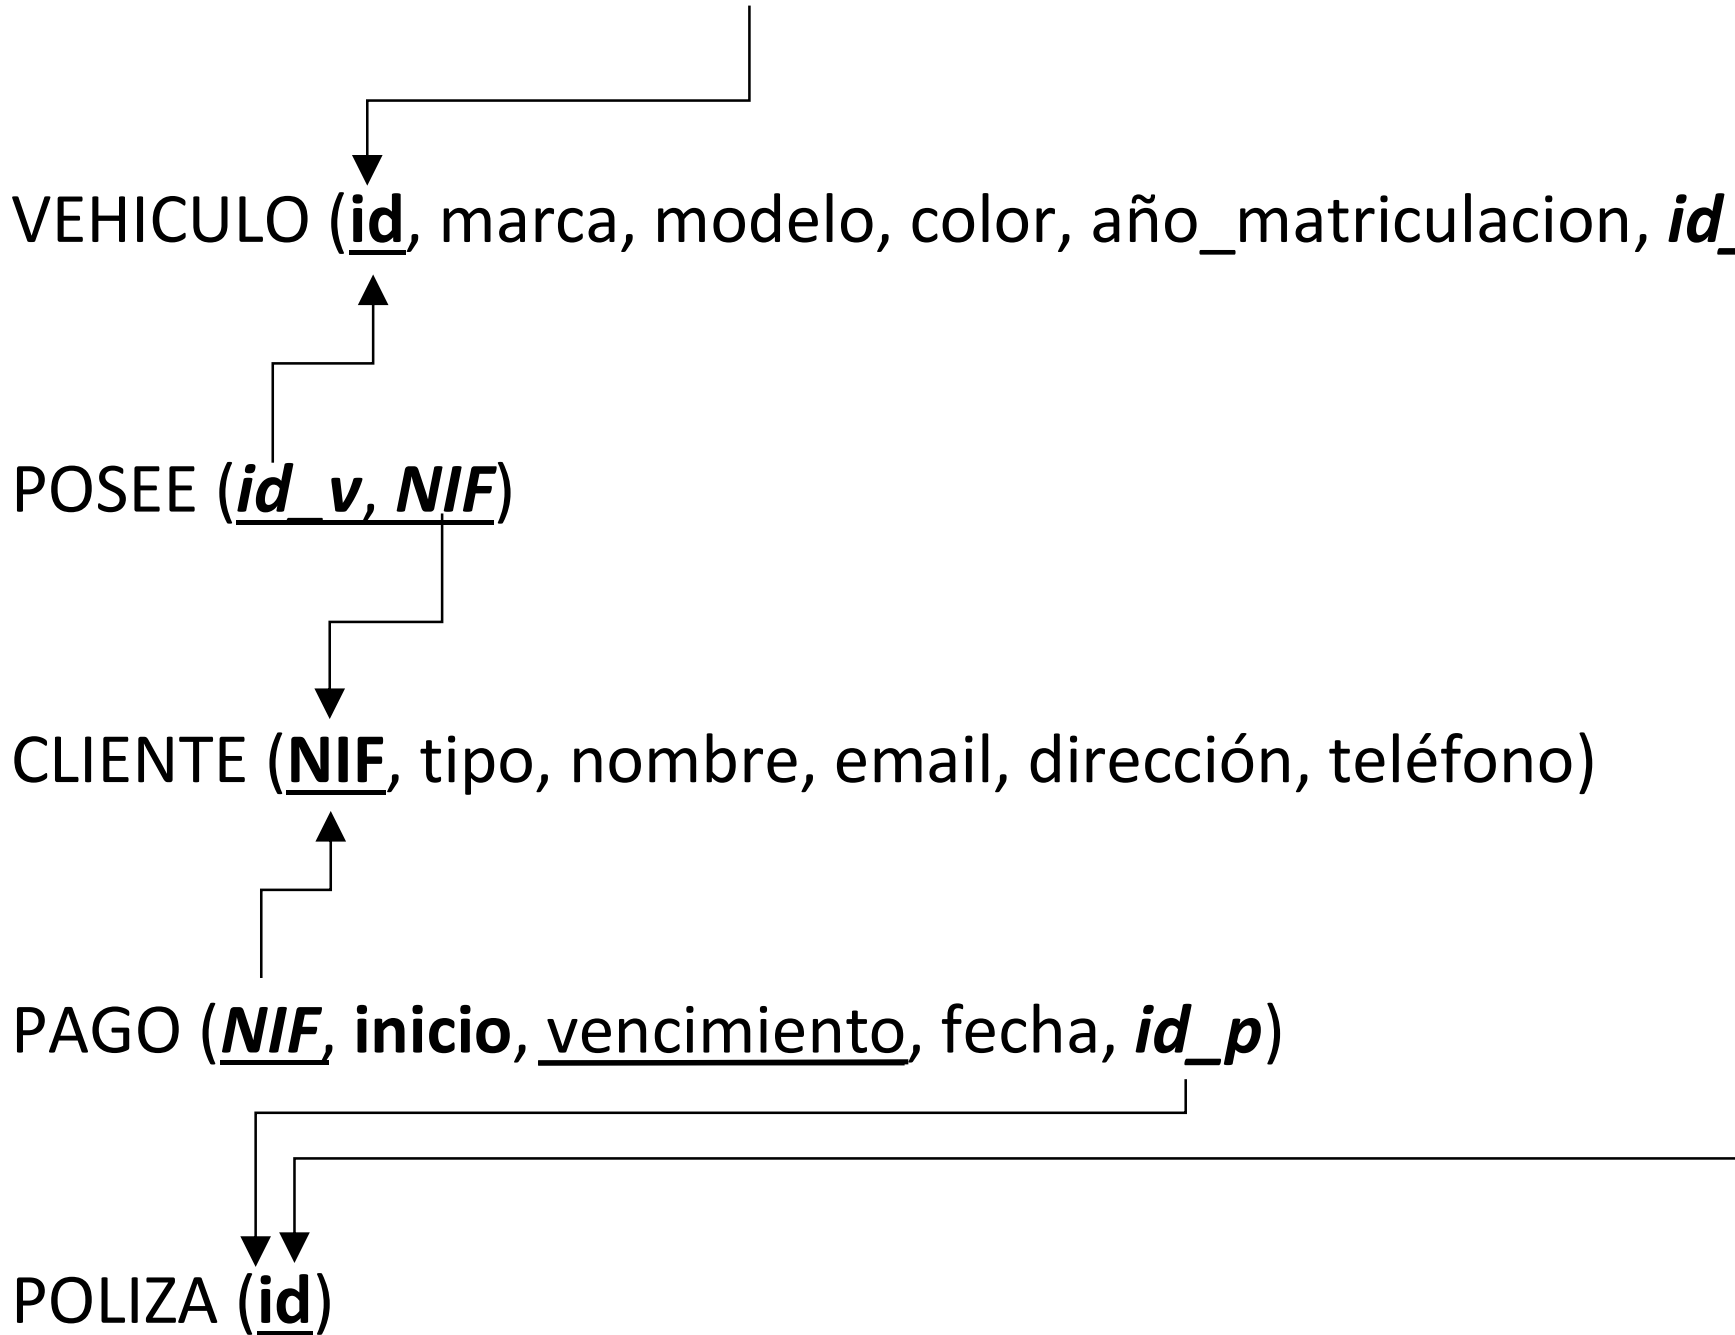 VEHICULO (id, marca, modelo, color, año_matriculacion, id_
POSEE (id_v, NIF)
CLIENTE (NIF, tipo, nombre, email, dirección, teléfono)
PAGO (NIF, inicio, vencimiento, fecha, id_p)
POLIZA (id)